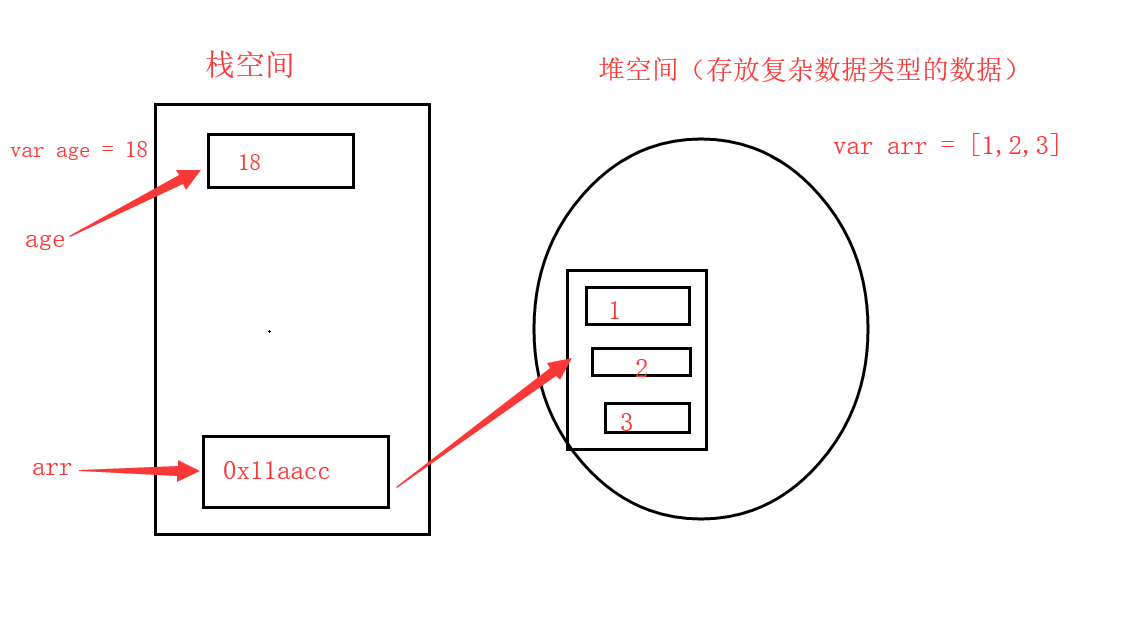 栈空间
堆空间（存放复杂数据类型的数据）
var age = 18
18
var arr = [1,2,3]
age
1
2
3
arr
0x11aacc